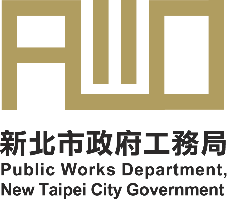 新北市政府工務局
Public Works Department,
New Taipei City Government